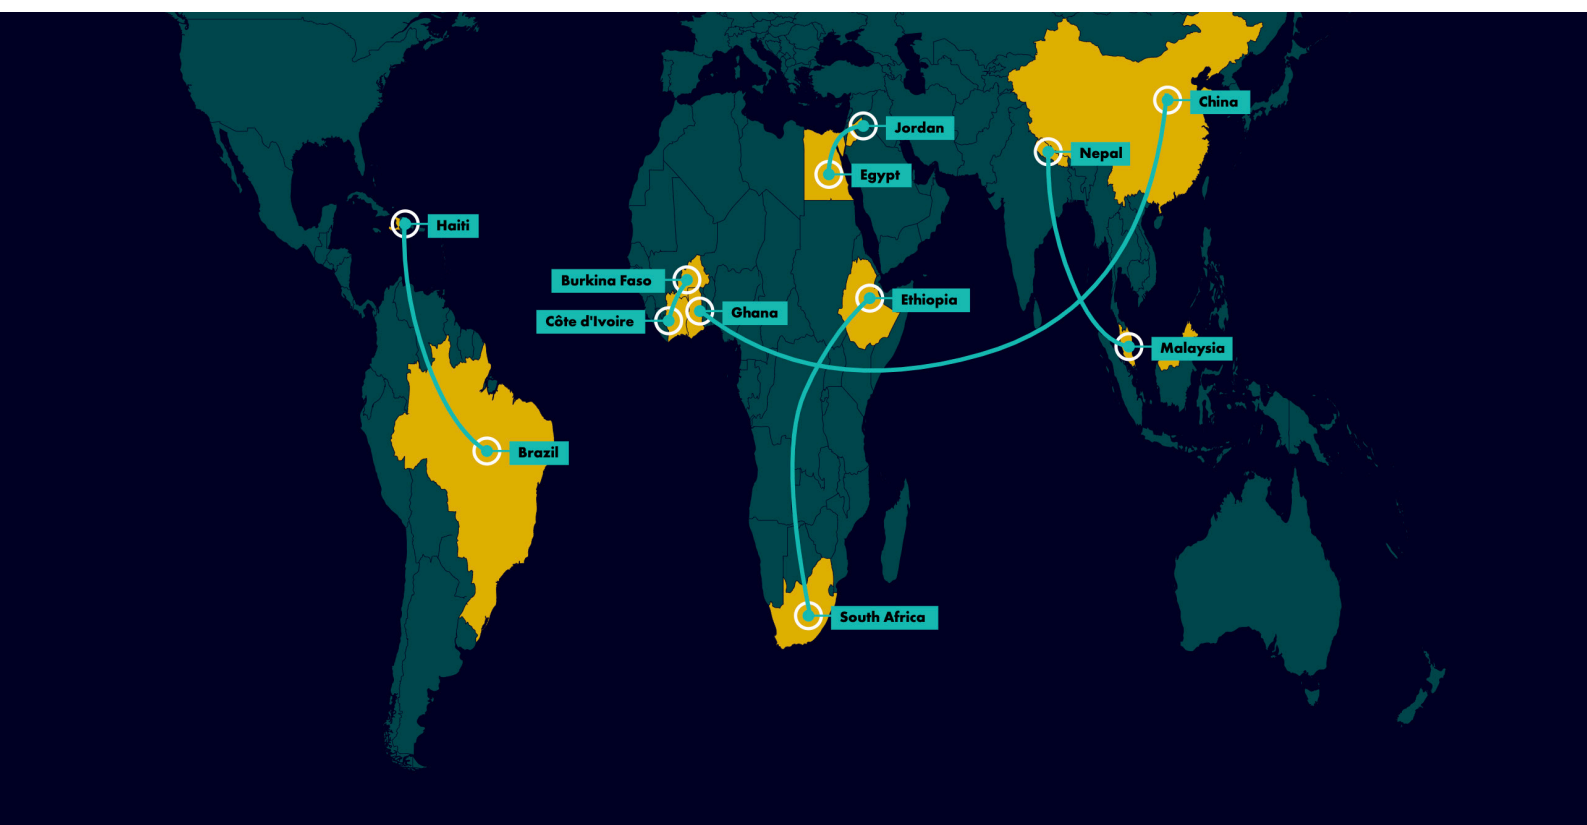 China
Jordan
Nepal
Egypt
Haiti
Burkina Faso
Ethiopia
Ghana
Côte d'Ivoire
Malaysia
Brazil
South Africa